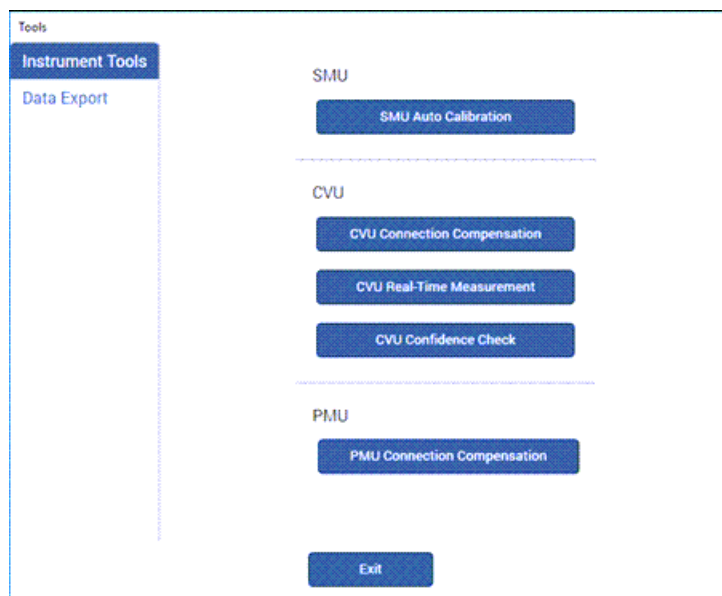 Tools
Instrument Tools
Data Export
SMU
SMU Auto Calibration
CVU
CVU Connection Compensation
CVU Real-Time Measurement
CVU Confidence Check
PMU
PMU Connection Compensation
Exit